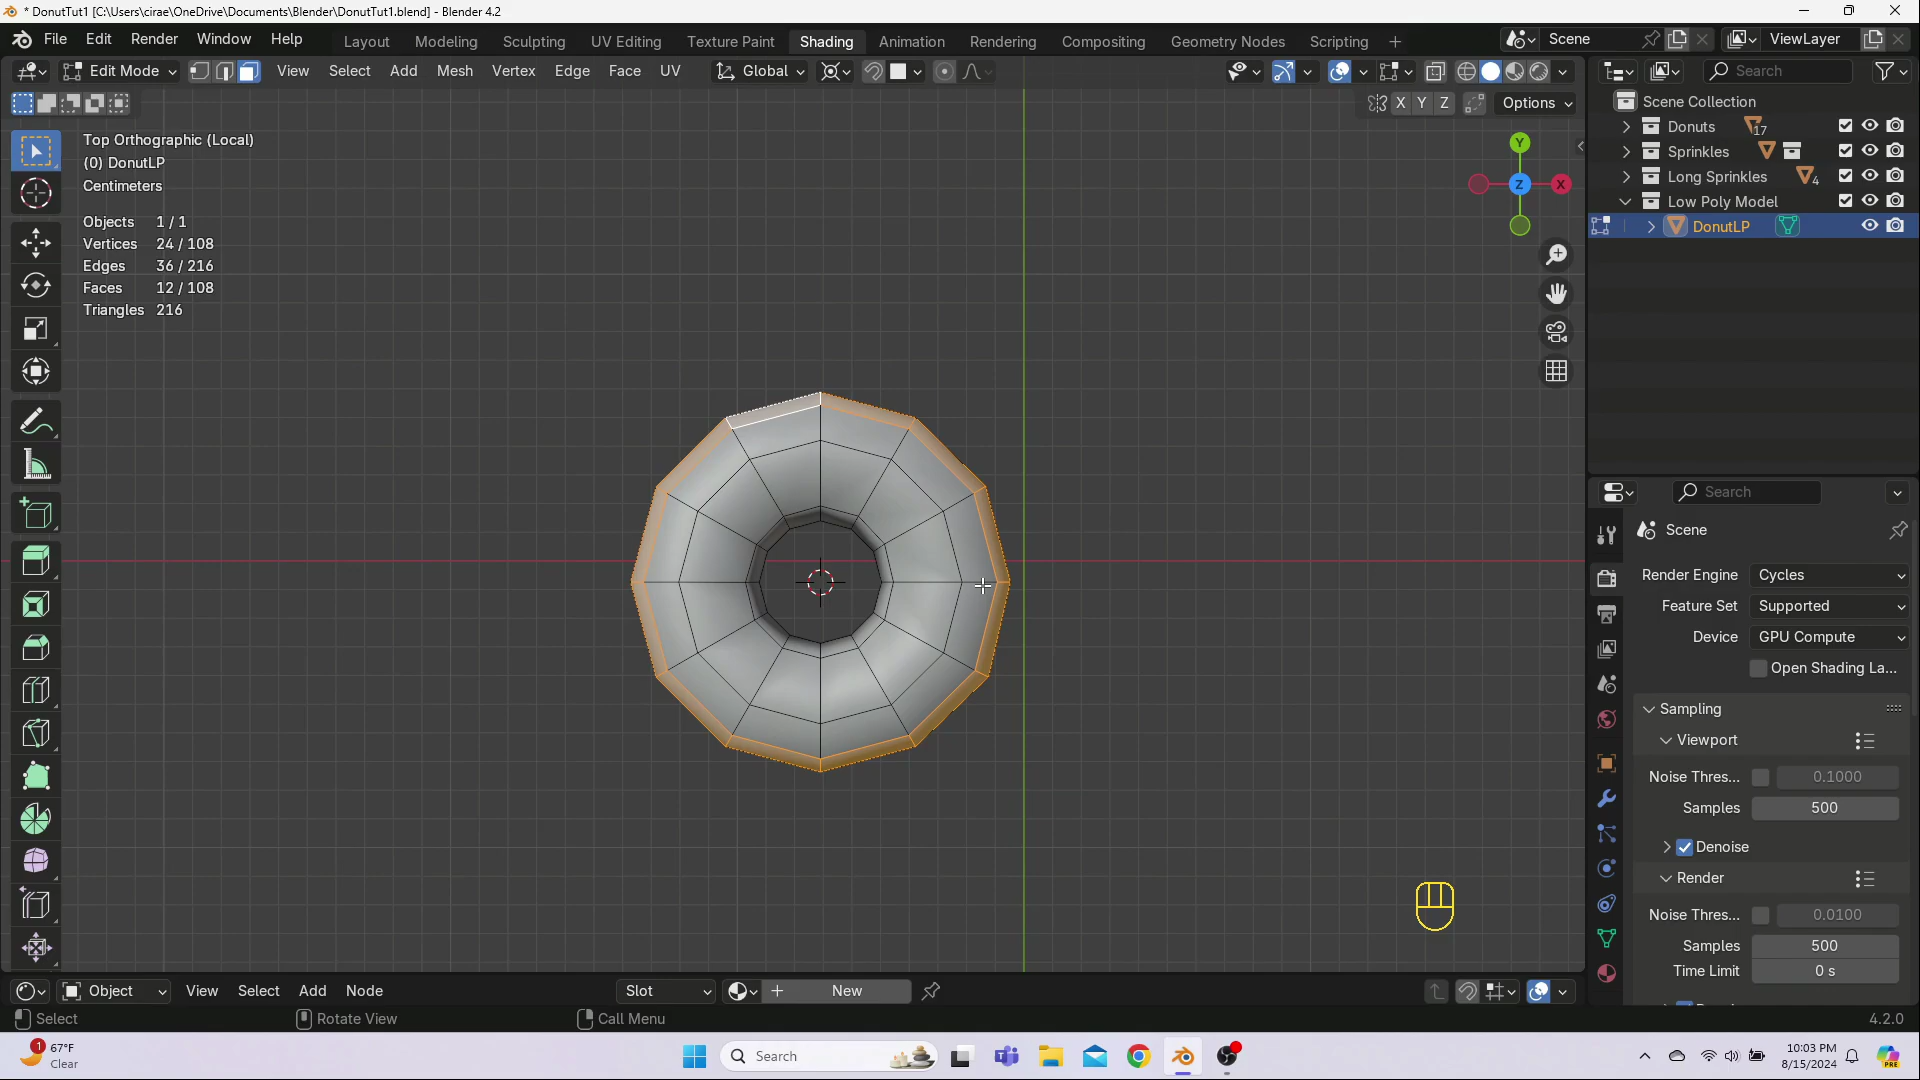 * DonutTut1 [C:\Users\cirae\OneDrive\Documents\Blender\DonutTut1.blend] - Blender 4.2
File Edit Render Window Help Layout Modeling Sculpting UV Editing Texture Paint Shading Animation Rendering Compositing Geometry Nodes Scripting + Scene ViewLayer
Edit Mode View Select Add Mesh Vertex Edge Face UV Global Search
X Y Z Options
Scene Collection
Donuts 17
Sprinkles
Long Sprinkles 4
Low Poly Model
DonutLP
Top Orthographic (Local)
(0) DonutLP
Centimeters
Objects 1 / 1
Vertices 24 / 108
Edges 36 / 216
Faces 12 / 108
Triangles 216
Y
Z X
Search
Scene
Render Engine Cycles
Feature Set Supported
Device GPU Compute
Open Shading La...
Sampling
Viewport
Noise Thres... 0.1000
Samples 500
Denoise
Render
Noise Thres... 0.0100
Samples 500
Time Limit 0 s
Object View Select Add Node Slot New
Select Rotate View Call Menu 4.2.0
1 67°F
Clear
Search
10:03 PM
8/15/2024
PRE